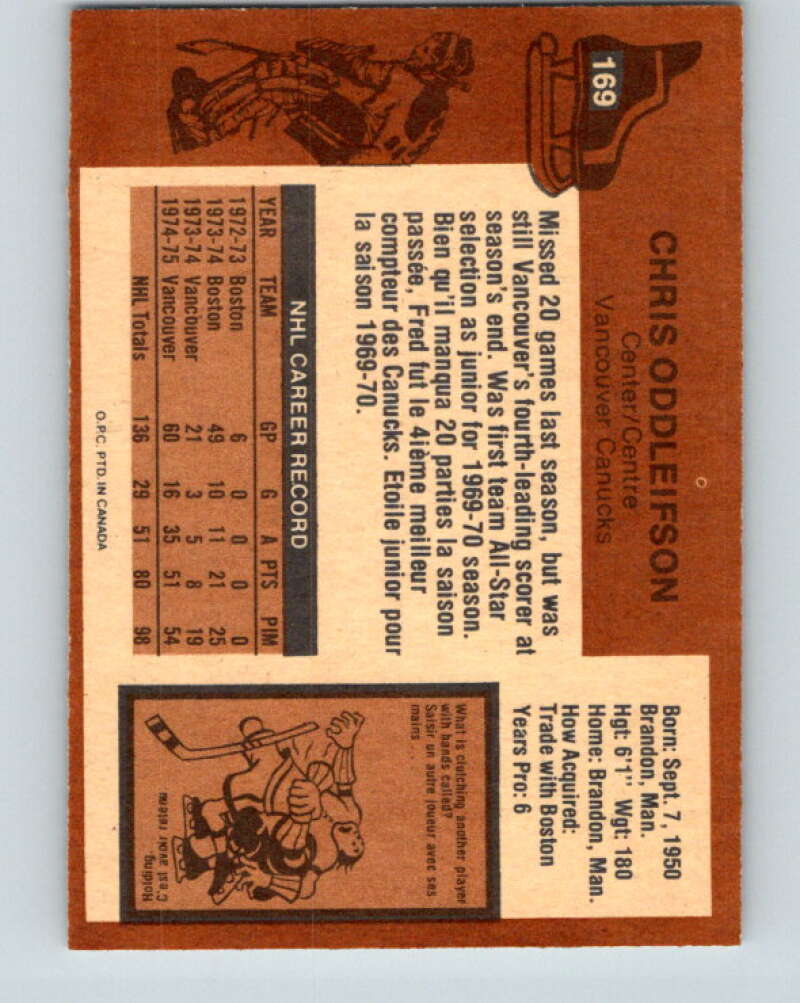 169
CHRIS ODDLEIFSON
Center/Centre
Vancouver Canucks
Missed 20 games last season, but was
still Vancouver's fourth-leading scorer at
season's end. Was first team All-Star
selection as junior for 1969-70 season.
Bien qu'il manqua 20 parties la saison
passée, Fred fut le 4ième meilleur
compteur des Canucks. Etoile junior pour
la saison 1969-70.
NHL CAREER RECORD
YEAR TEAM GP G A PTS PIM
1972-73 Boston 6 0 0 0 0
1973-74 Boston 49 10 11 21 25
1973-74 Vancouver 21 3 5 8 19
1974-75 Vancouver 60 16 35 51 54
NHL Totals 136 29 51 80 98
O.P.C. PTD. IN CANADA
Born: Sept. 7, 1950
Brandon, Man.
Hgt: 6'1" Wgt: 180
Home: Brandon, Man.
How Acquired:
Trade with Boston
Years Pro: 6
What is clutching another player
with hands called?
Saisir un autre joueur avec ses
mains...
Holding.
C'est avoir retenu